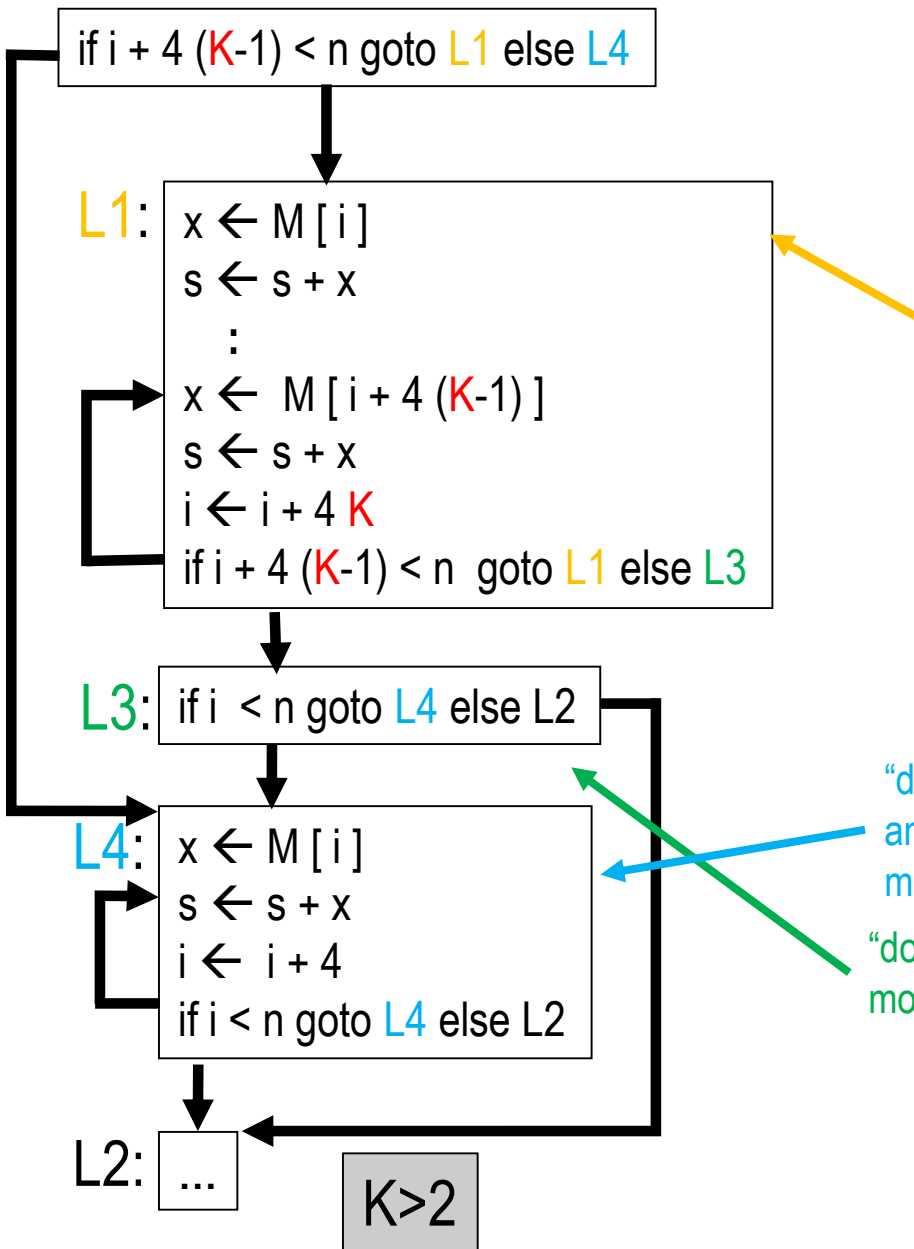 if i + 4 (K-1) < n goto L1 else L4
L1:
x ← M [ i ]
s ← s + x
:
x ← M [ i + 4 (K-1) ]
s ← s + x
i ← i + 4 K
if i + 4 (K-1) < n goto L1 else L3
L3:
if i < n goto L4 else L2
L4:
x ← M [ i ]
s ← s + x
i ← i + 4
if i < n goto L4 else L2
L2:
...
K>2